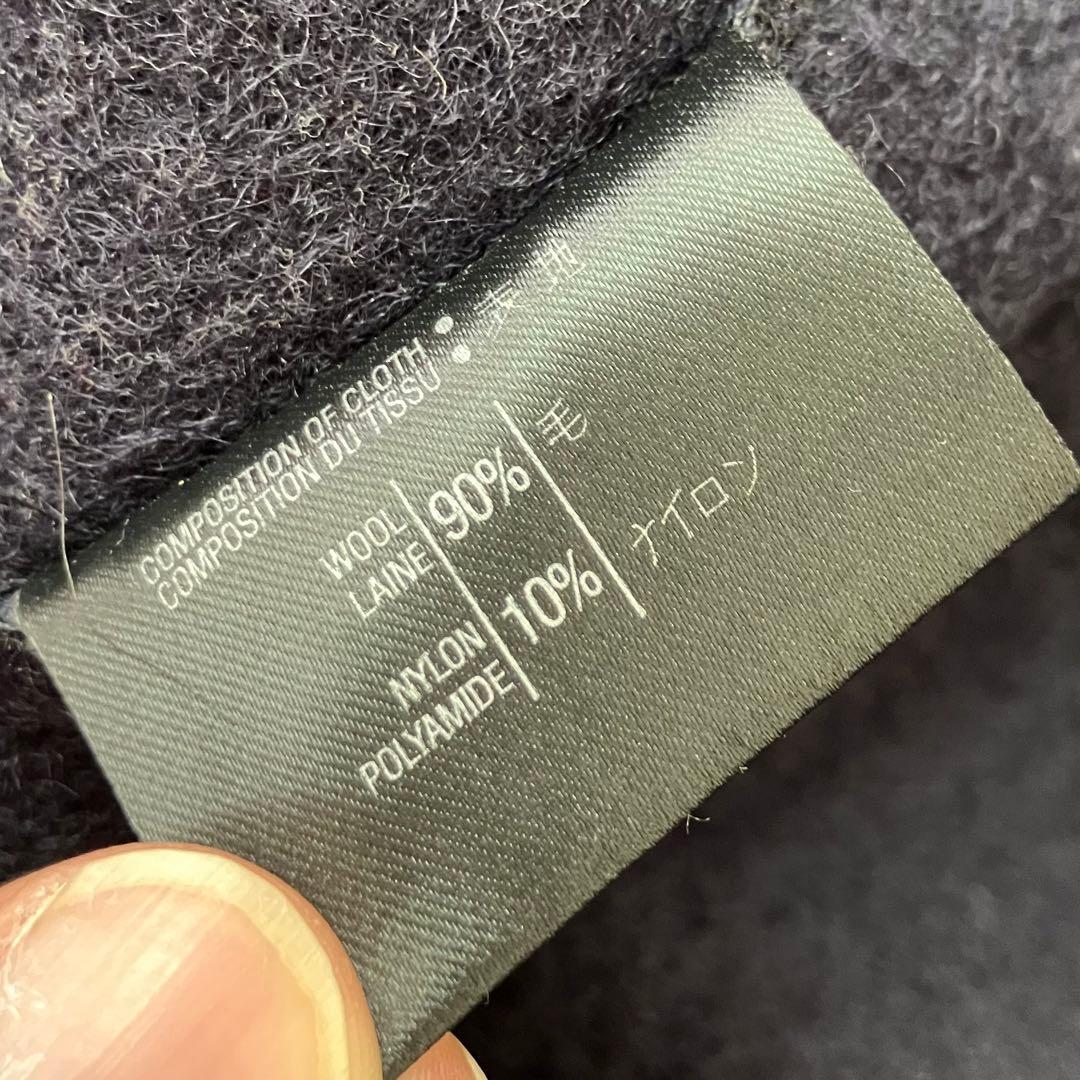 COMPOSITION OF CLOTH
COMPOSITION DU TISSU : 表地
WOOL
LAINE 90% 毛
NYLON
POLYAMIDE 10% ナイロン